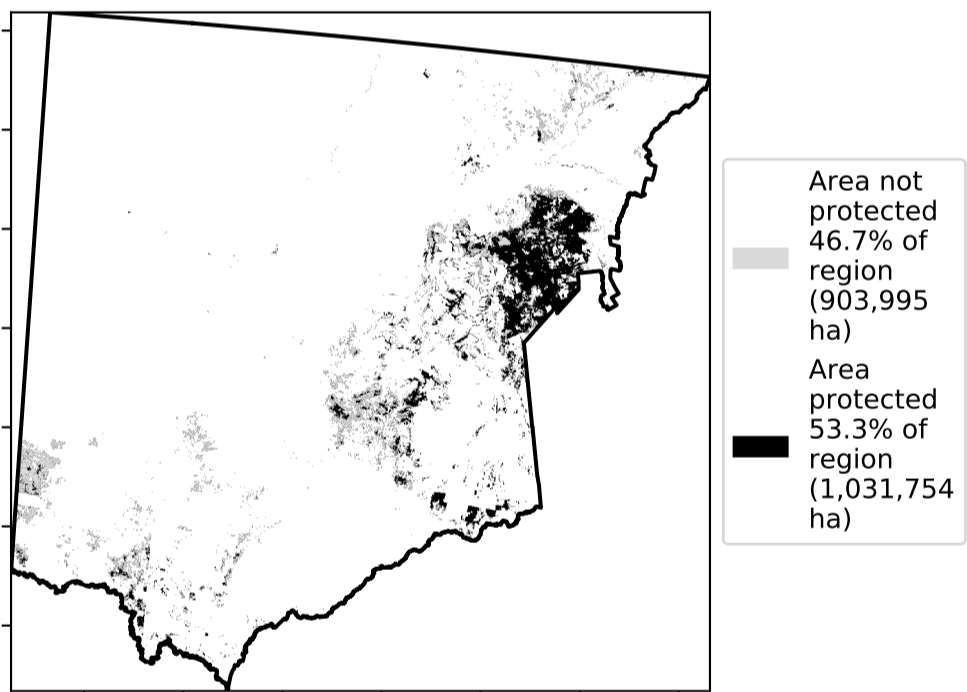 Area not
protected
46.7% of
region
(903,995
ha)
Area
protected
53.3% of
region
(1,031,754
ha)